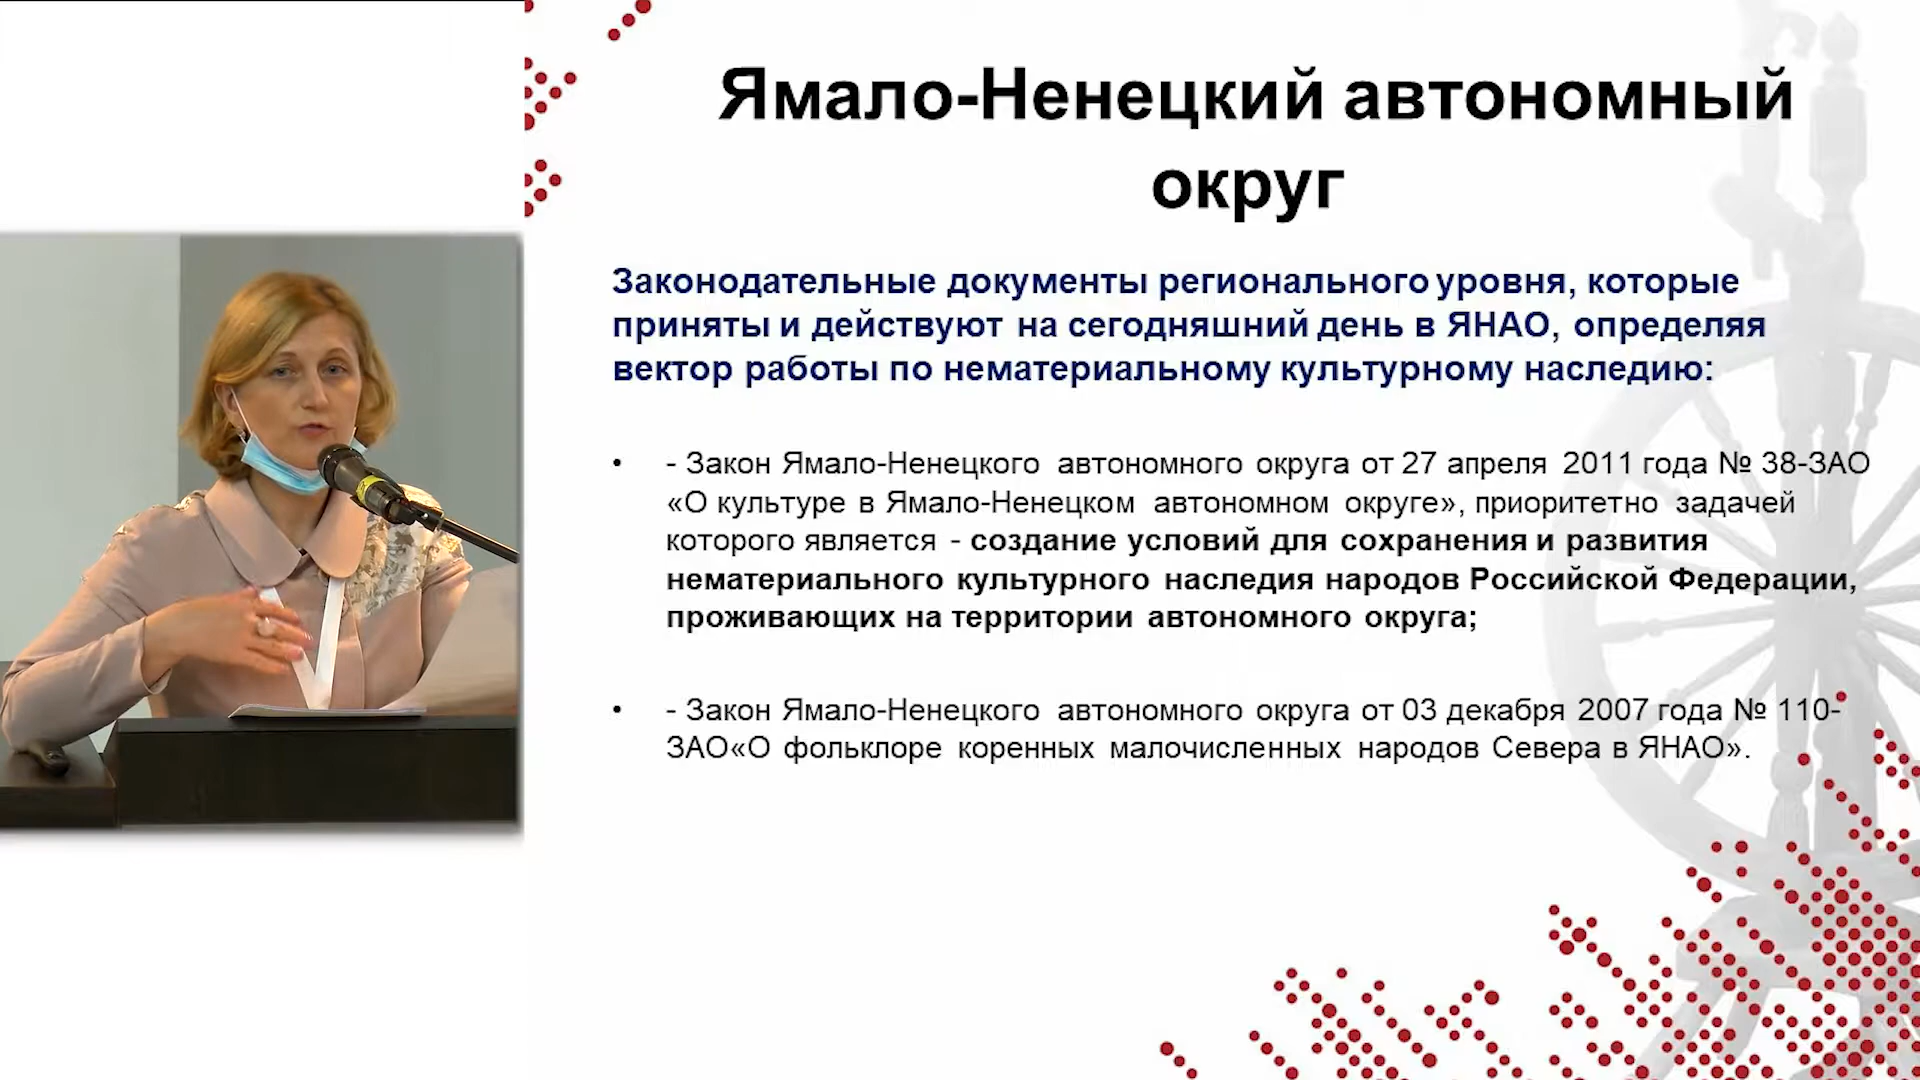 Ямало-Ненецкий автономный
округ
Законодательные документы регионального уровня, которые
приняты и действуют на сегодняшний день в ЯНАО, определяя
вектор работы по нематериальному культурному наследию:
• - Закон Ямало-Ненецкого автономного округа от 27 апреля 2011 года № 38-ЗАО
«О культуре в Ямало-Ненецком автономном округе», приоритетно задачей
которого является - создание условий для сохранения и развития
нематериального культурного наследия народов Российской Федерации,
проживающих на территории автономного округа;
• - Закон Ямало-Ненецкого автономного округа от 03 декабря 2007 года № 110-
ЗАО«О фольклоре коренных малочисленных народов Севера в ЯНАО».